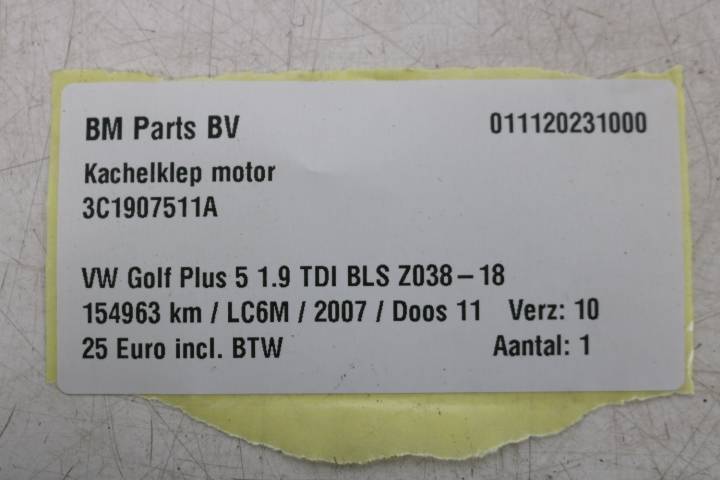 BM Parts BV 011120231000
Kachelklep motor
3C1907511A
VW Golf Plus 5 1.9 TDI BLS Z038-18
154963 km / LC6M / 2007 / Doos 11 Verz: 10
25 Euro incl. BTW Aantal: 1